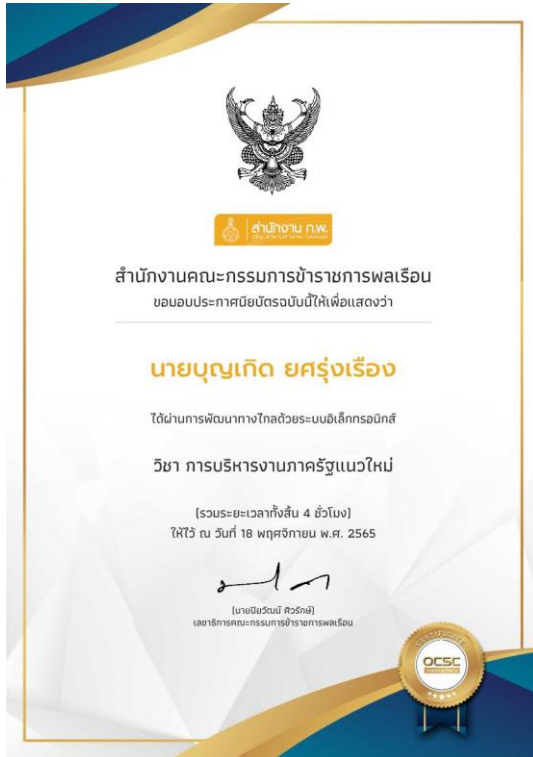 สำนักงาน ก.พ.
สำนักงานคณะกรรมการข้าราชการพลเรือน
ขอมอบประกาศนียบัตรฉบับนี้ให้เพื่อแสดงว่า
นายบุญเกิด ยศรุ่งเรือง
ได้ผ่านการพัฒนาทางไกลด้วยระบบอิเล็กทรอนิกส์
วิชา การบริหารงานภาครัฐแนวใหม่
(รวมระยะเวลาทั้งสิ้น 4 ชั่วโมง)
ให้ไว้ ณ วันที่ 18 พฤศจิกายน พ.ศ. 2565
(นายปิยวัฒน์ ศิวรักษ์)
เลขาธิการคณะกรรมการข้าราชการพลเรือน
CERTIFICATE
OCSC